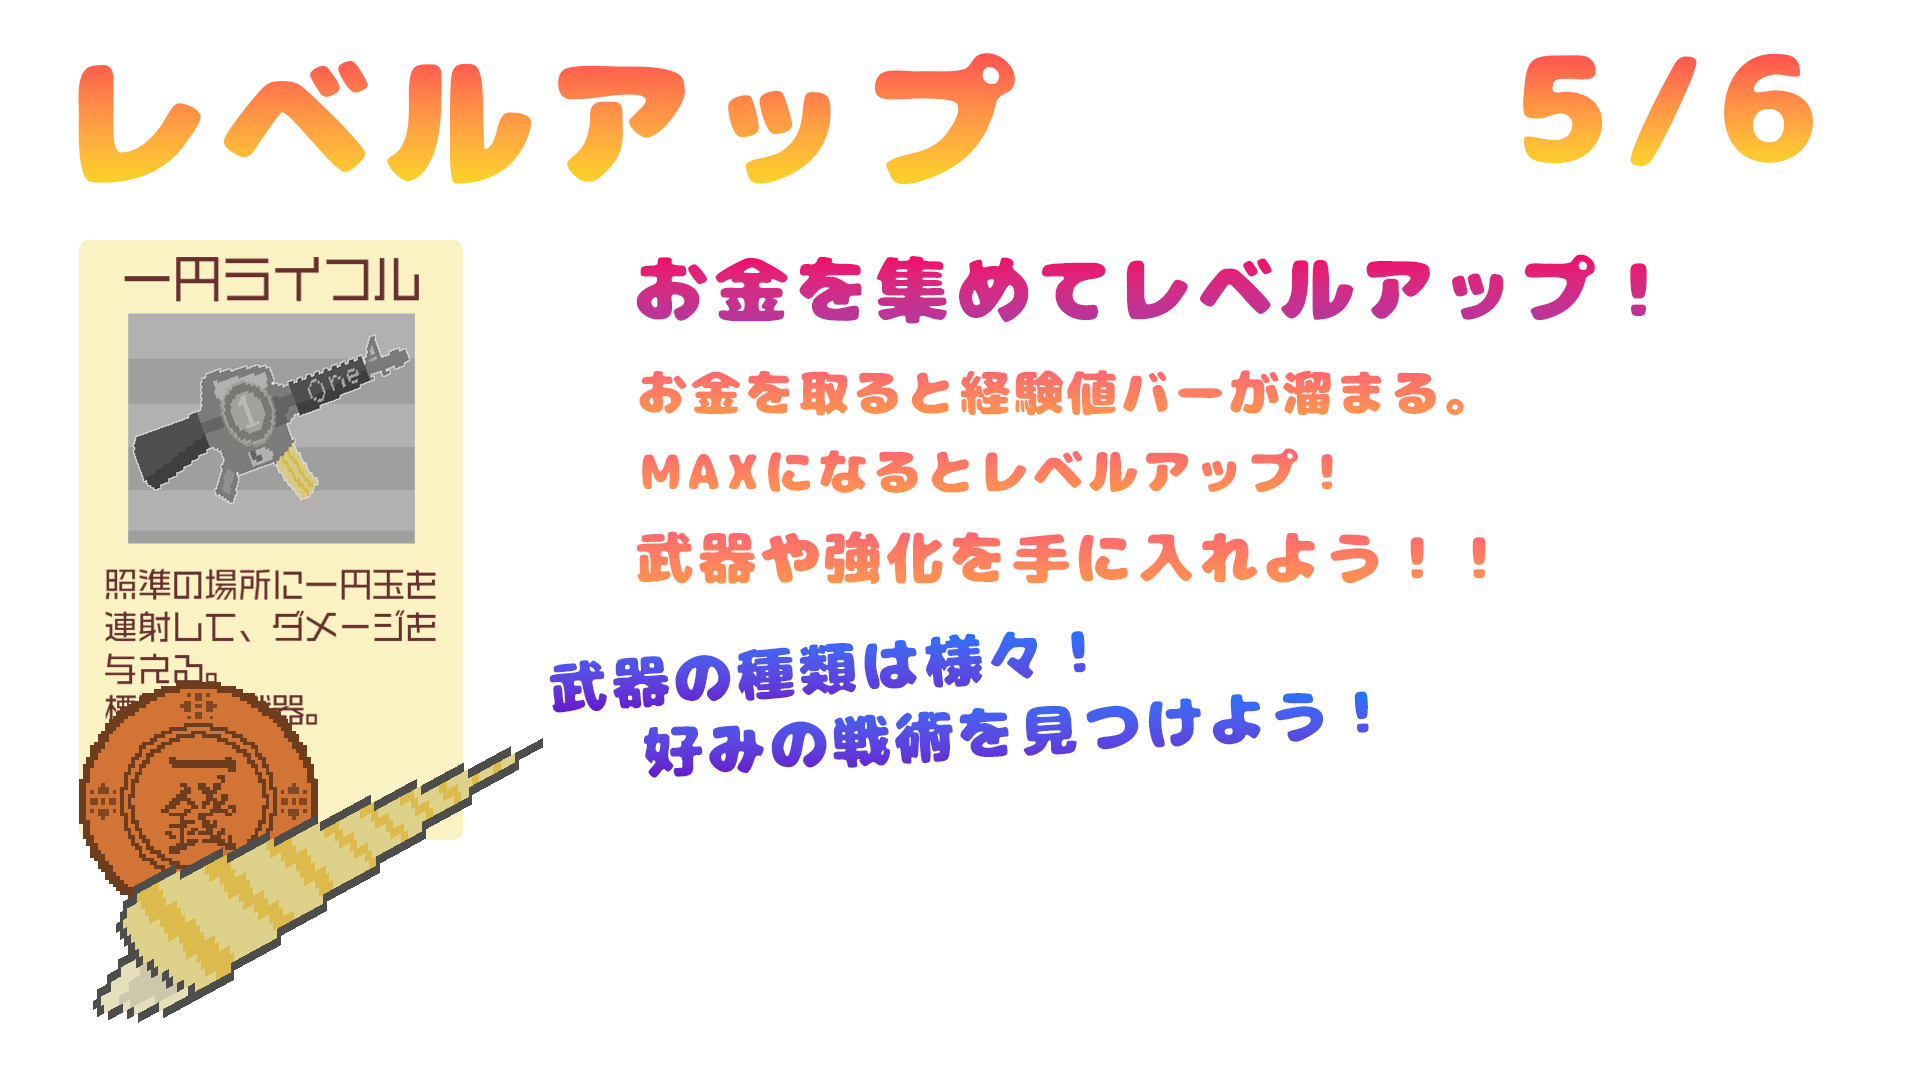 レベルアップ
5/6
一円ライフル
One
1
照準の場所に一円玉を
連射して、ダメージを
与える。
器。
一
銭
お金を集めてレベルアップ！
お金を取ると経験値バーが溜まる。
MAXになるとレベルアップ！
武器や強化を手に入れよう！！
武器の種類は様々！
好みの戦術を見つけよう！